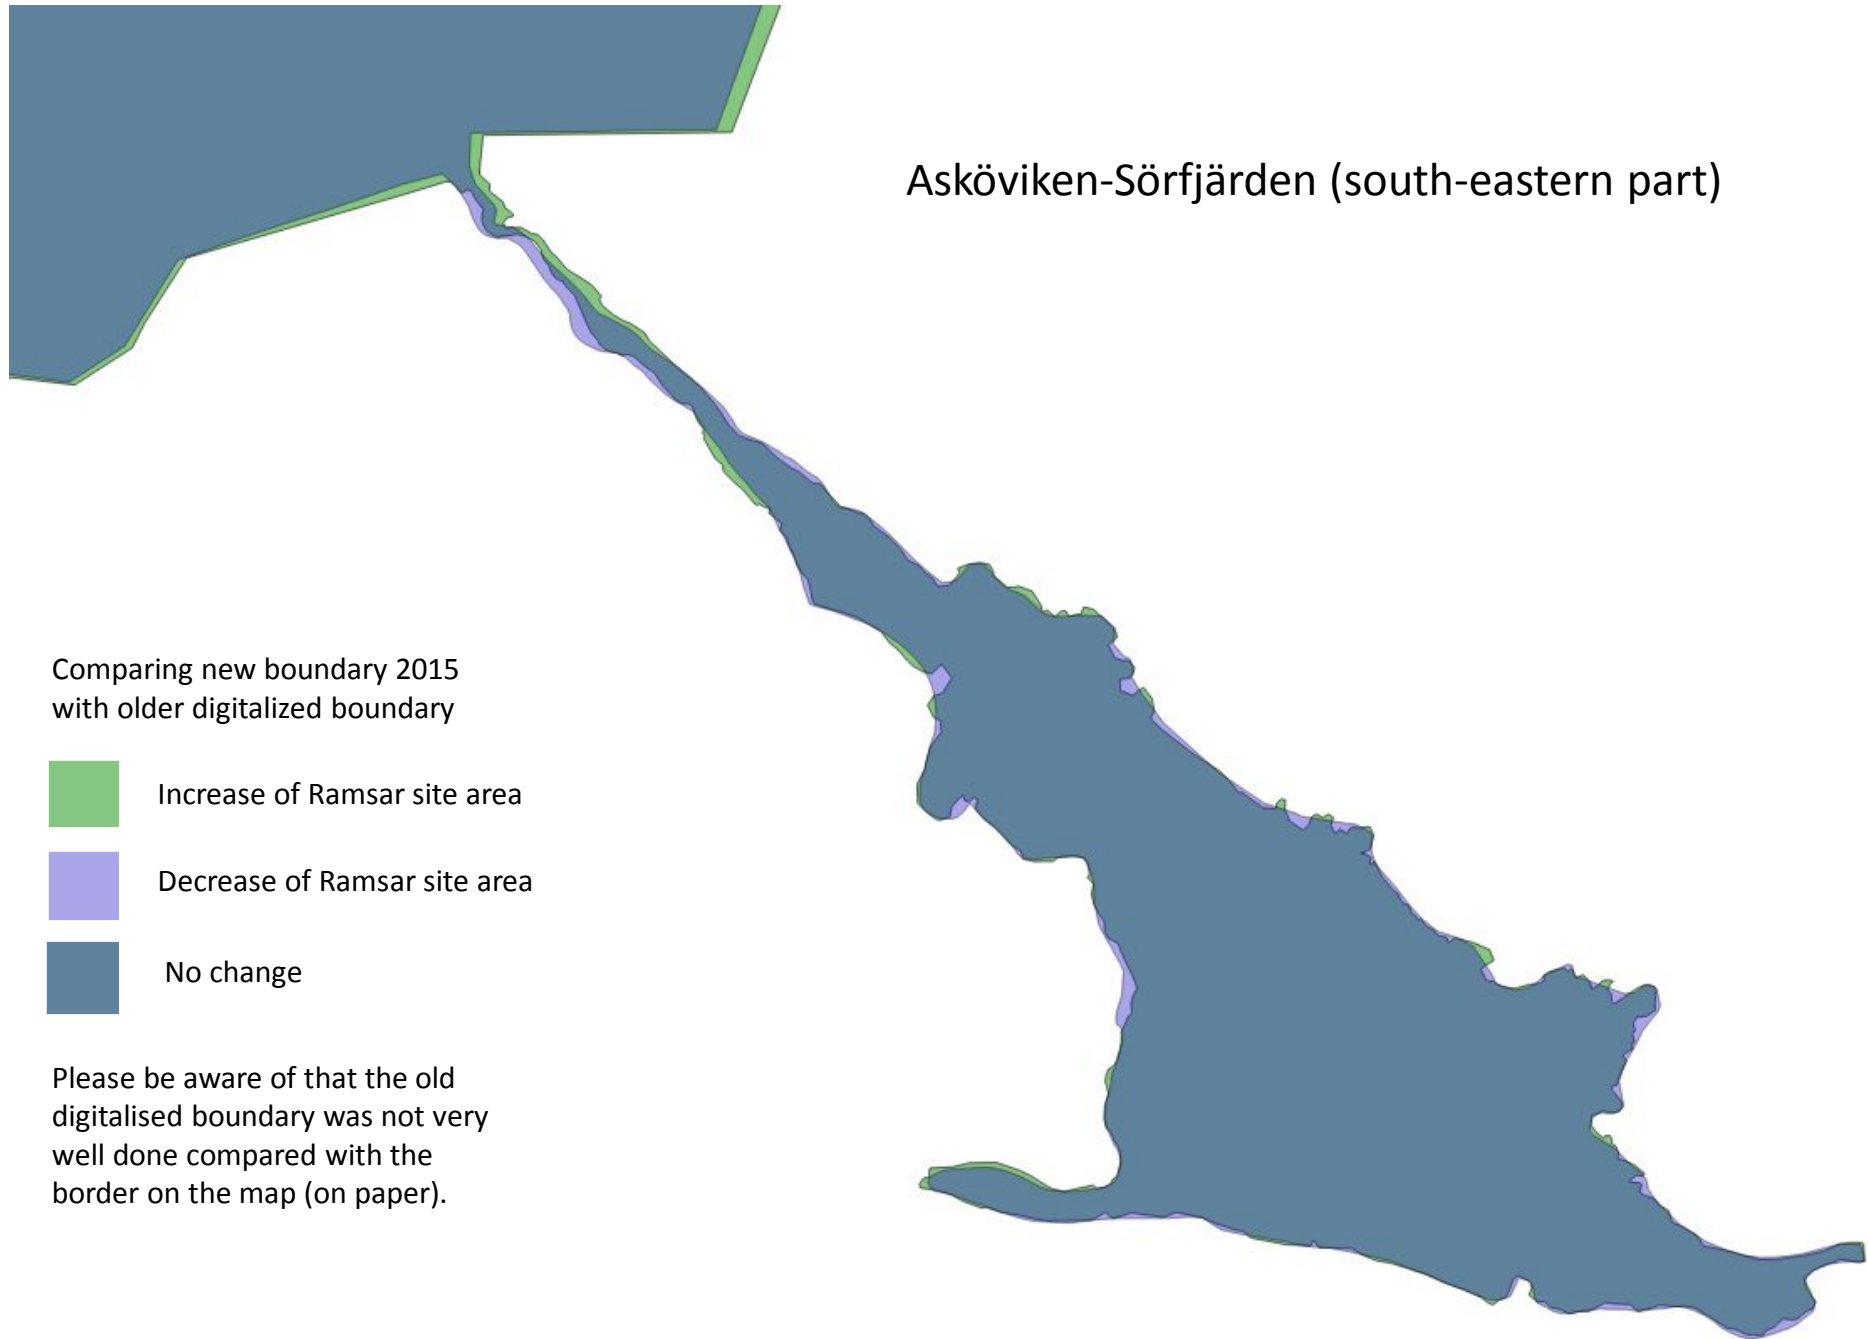 Asköviken-Sörfjärden (south-eastern part)
Comparing new boundary 2015
with older digitalized boundary
Increase of Ramsar site area
Decrease of Ramsar site area
No change
Please be aware of that the old
digitalised boundary was not very
well done compared with the
border on the map (on paper).